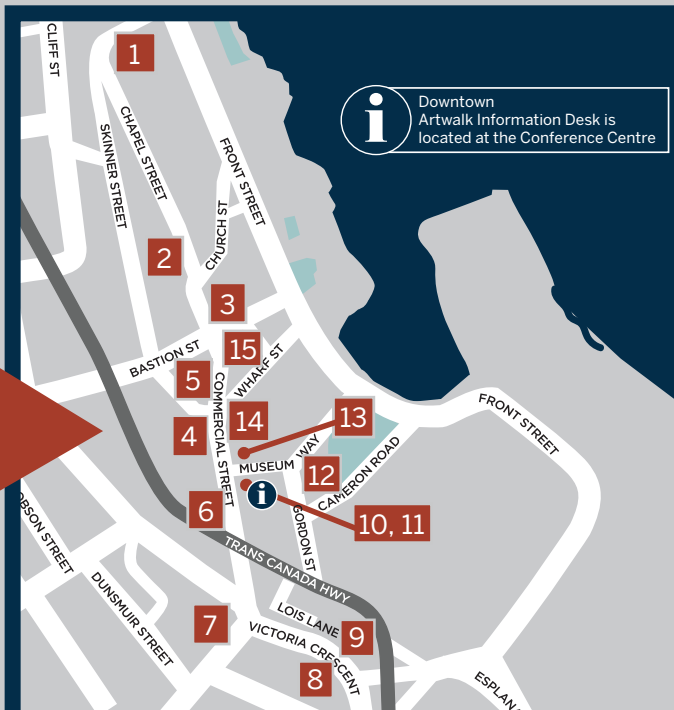 CLIFF ST
1
Downtown
Artwalk Information Desk is
located at the Conference Centre
i
CHAPEL STREET
SKINNER STREET
FRONT STREET
CHURCH ST
2
3
15
BASTION ST
WHARF ST
5
COMMERCIAL STREET
14
13
4
FRONT STREET
MUSEUM WAY
12
CAMERON ROAD
i
6
10, 11
GORDON ST
OBSON STREET
TRANS CANADA HWY
DUNSMUIR STREET
LOIS LANE
7
VICTORIA CRESCENT
9
8
ESPLAN